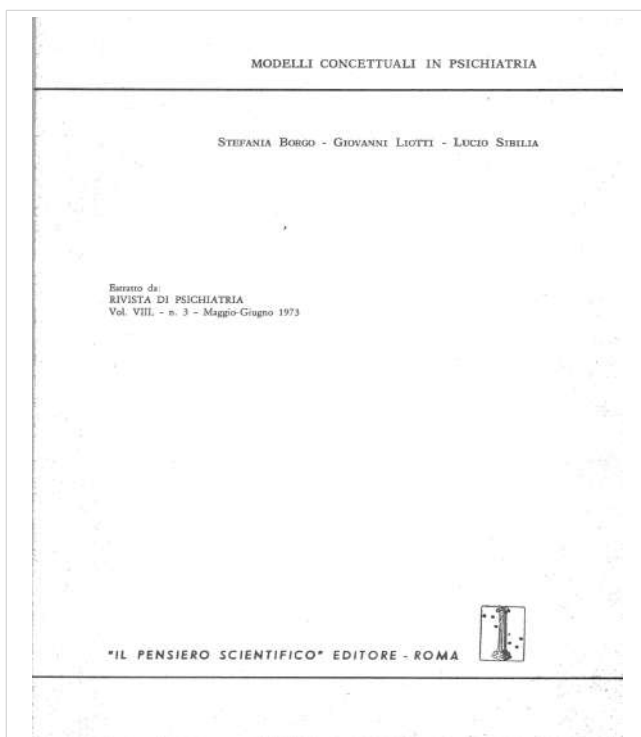 MODELLI CONCETTUALI IN PSICHIATRIA
STEFANIA BORGO - GIOVANNI LIOTTI - LUCIO SIBILIA
Estratto da:
RIVISTA DI PSICHIATRIA
Vol. VIII. - n. 3 - Maggio-Giugno 1973
"IL PENSIERO SCIENTIFICO" EDITORE - ROMA